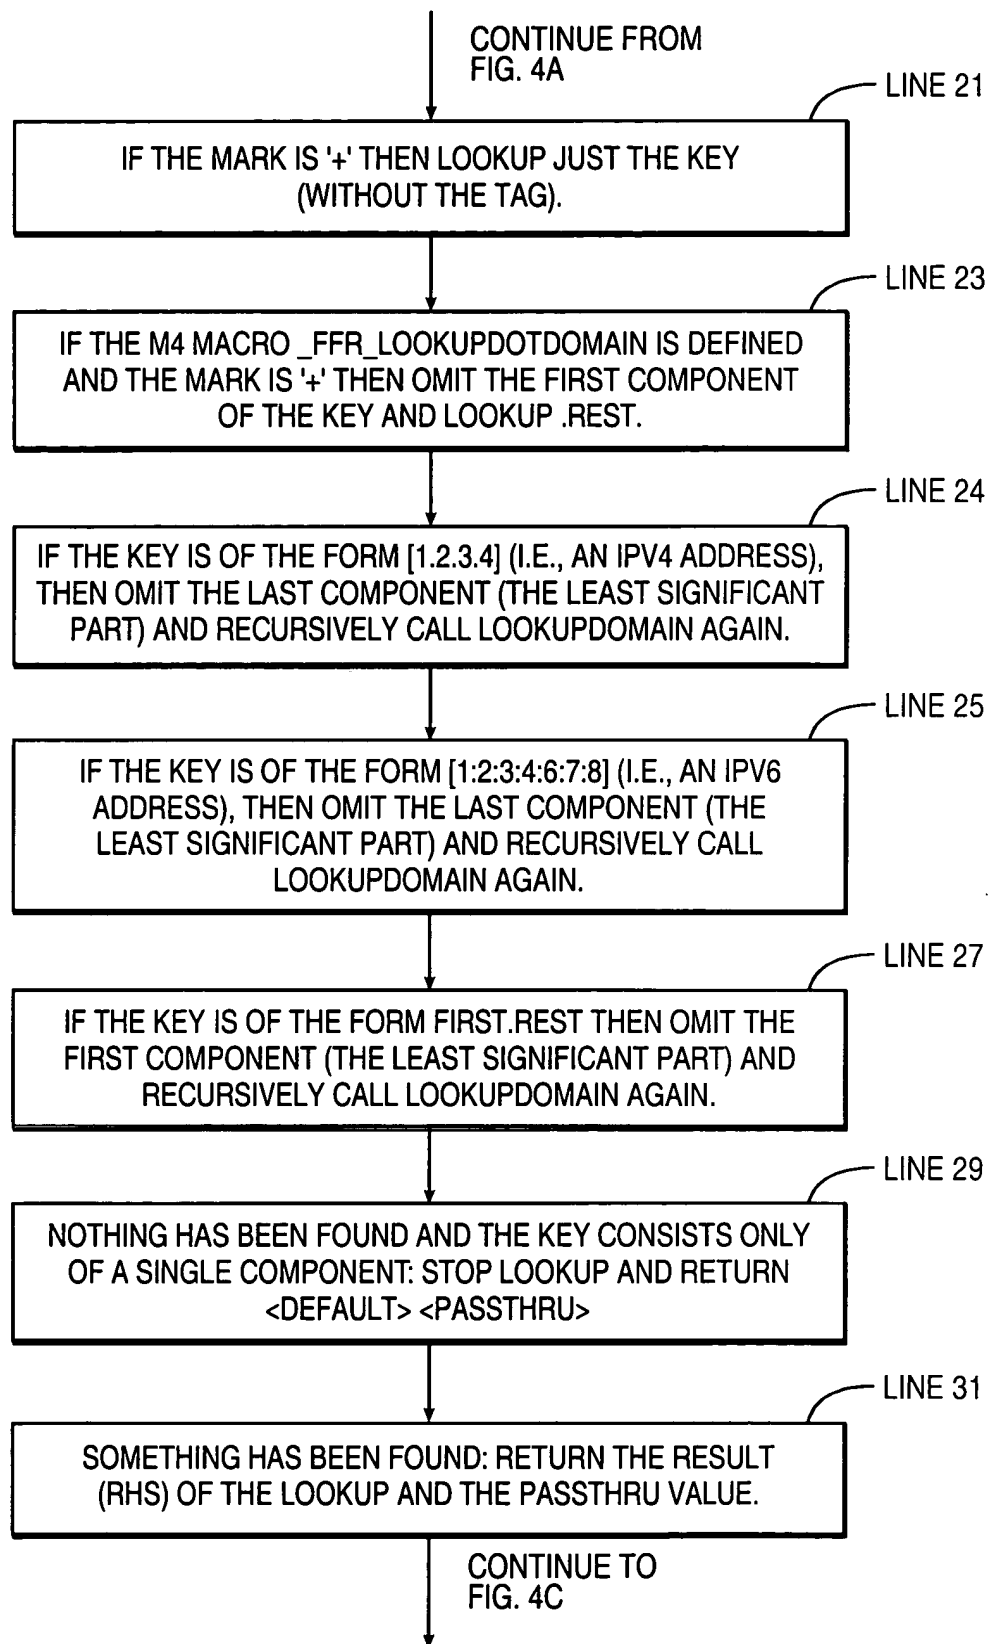 CONTINUE FROM
FIG. 4A
LINE 21
IF THE MARK IS '+' THEN LOOKUP JUST THE KEY
(WITHOUT THE TAG).
LINE 23
IF THE M4 MACRO _FFR_LOOKUPDOTDOMAIN IS DEFINED
AND THE MARK IS '+' THEN OMIT THE FIRST COMPONENT
OF THE KEY AND LOOKUP .REST.
LINE 24
IF THE KEY IS OF THE FORM [1.2.3.4] (I.E., AN IPV4 ADDRESS),
THEN OMIT THE LAST COMPONENT (THE LEAST SIGNIFICANT
PART) AND RECURSIVELY CALL LOOKUPDOMAIN AGAIN.
LINE 25
IF THE KEY IS OF THE FORM [1:2:3:4:6:7:8] (I.E., AN IPV6
ADDRESS), THEN OMIT THE LAST COMPONENT (THE
LEAST SIGNIFICANT PART) AND RECURSIVELY CALL
LOOKUPDOMAIN AGAIN.
LINE 27
IF THE KEY IS OF THE FORM FIRST.REST THEN OMIT THE
FIRST COMPONENT (THE LEAST SIGNIFICANT PART) AND
RECURSIVELY CALL LOOKUPDOMAIN AGAIN.
LINE 29
NOTHING HAS BEEN FOUND AND THE KEY CONSISTS ONLY
OF A SINGLE COMPONENT: STOP LOOKUP AND RETURN
<DEFAULT> <PASSTHRU>
LINE 31
SOMETHING HAS BEEN FOUND: RETURN THE RESULT
(RHS) OF THE LOOKUP AND THE PASSTHRU VALUE.
CONTINUE TO
FIG. 4C